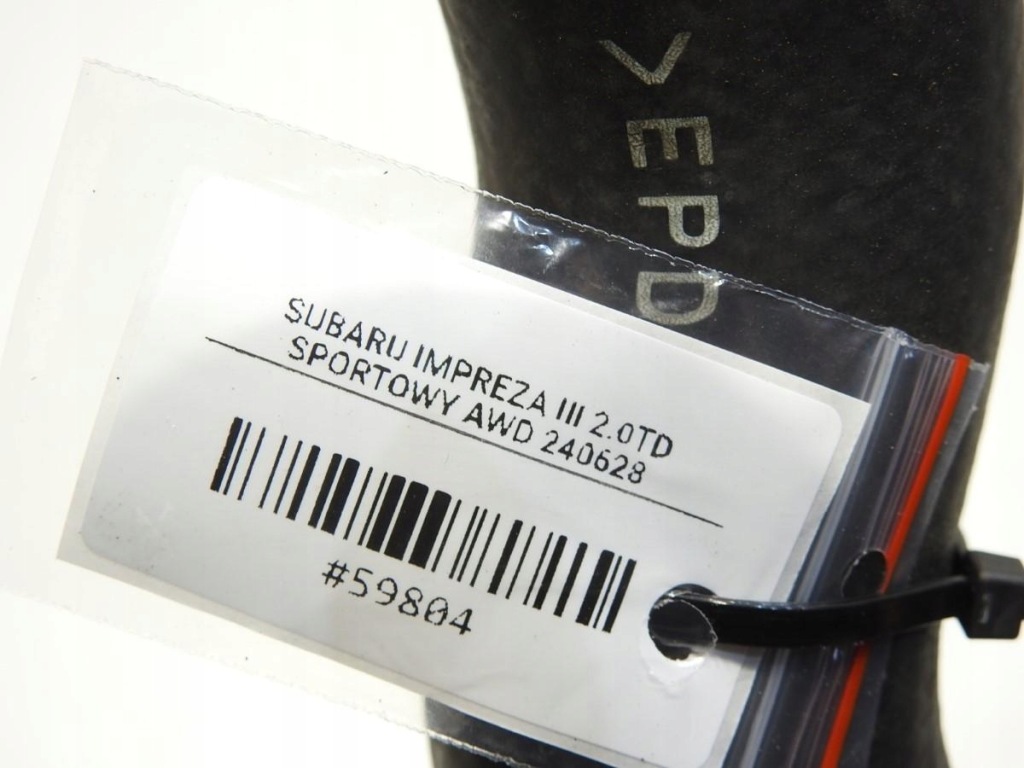 >EPD
SUBARU IMPREZA III 2.0TD
SPORTOWY AWD 240628
#59804